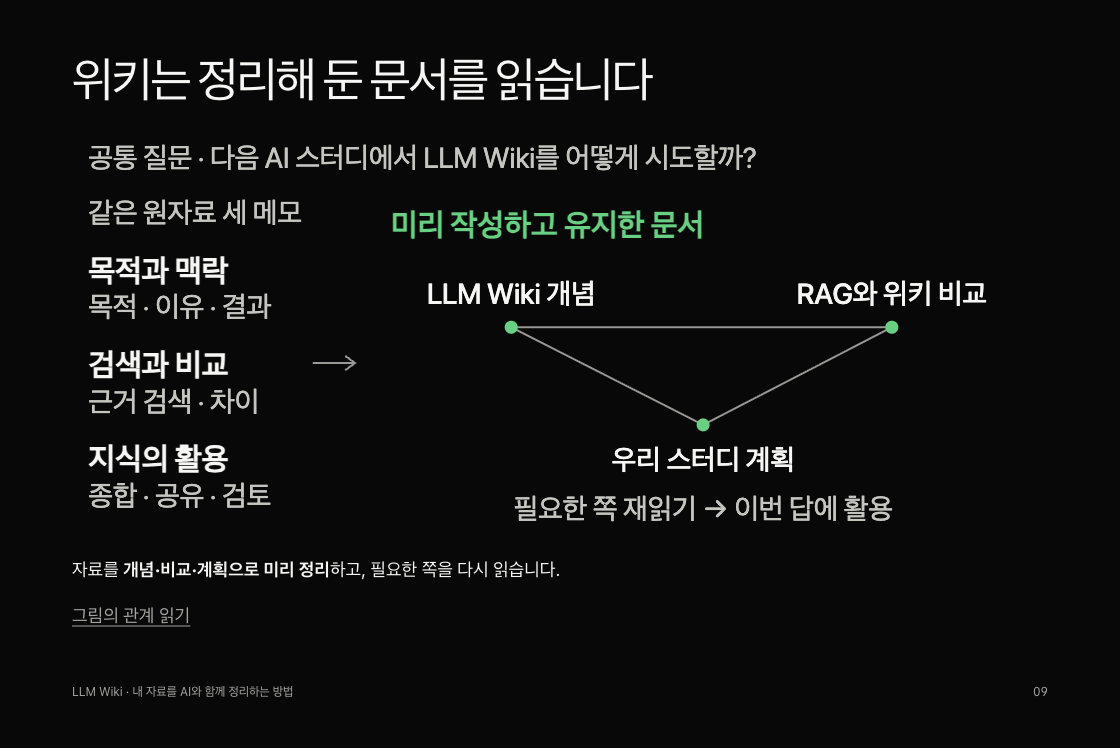 위키는 정리해 둔 문서를 읽습니다
공통 질문 · 다음 AI 스터디에서 LLM Wiki를 어떻게 시도할까?
같은 원자료 세 메모
미리 작성하고 유지한 문서
목적과 맥락
목적 · 이유 · 결과
LLM Wiki 개념
RAG와 위키 비교
검색과 비교
근거 검색 · 차이
지식의 활용
종합 · 공유 · 검토
우리 스터디 계획
필요한 쪽 재읽기 → 이번 답에 활용
자료를 개념·비교·계획으로 미리 정리하고, 필요한 쪽을 다시 읽습니다.
그림의 관계 읽기
LLM Wiki · 내 자료를 AI와 함께 정리하는 방법
09